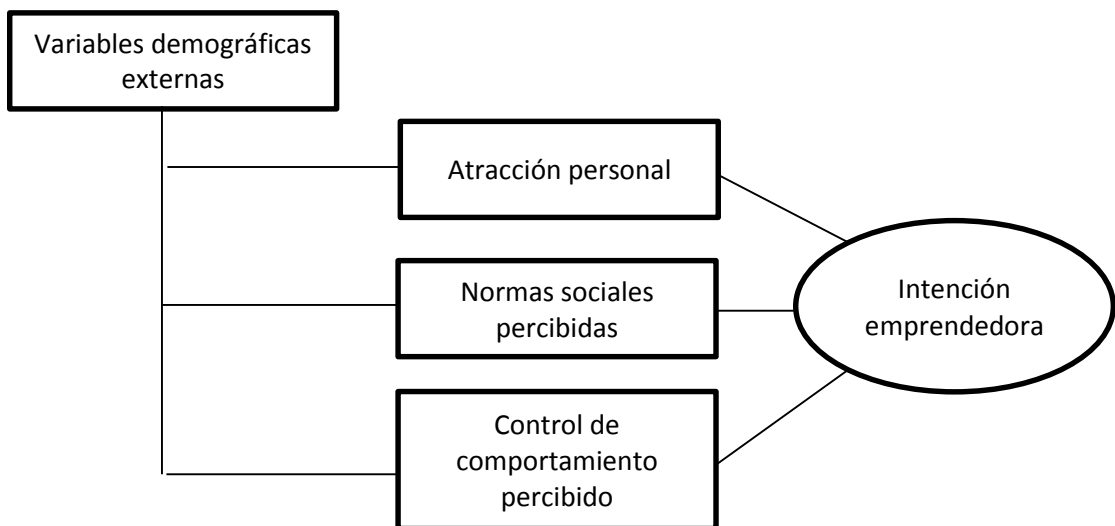 Variables demográficas
externas
Atracción personal
Normas sociales
percibidas
Intención
emprendedora
Control de
comportamiento
percibido